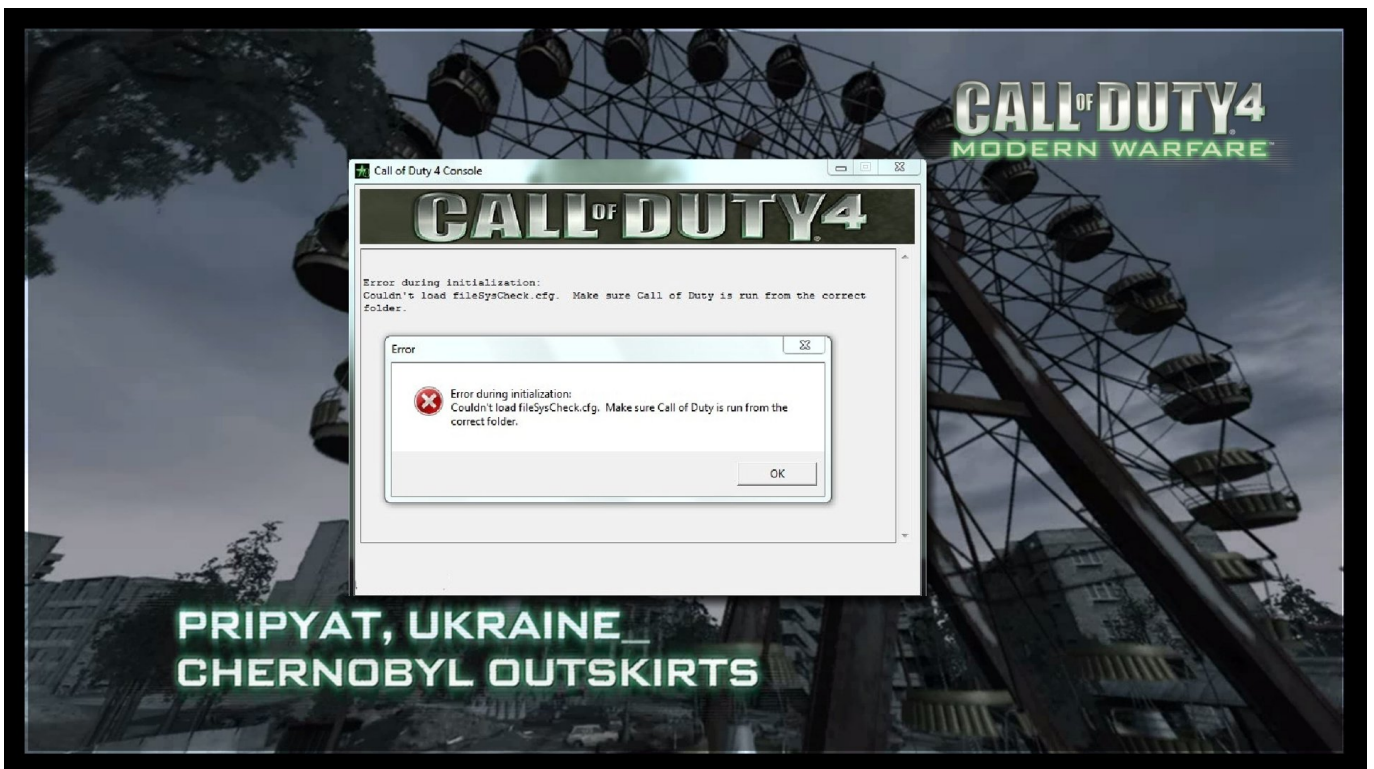 CALL OF DUTY 4
MODERN WARFARE
Call of Duty 4 Console
CALL OF DUTY 4
Error during initialization:
Couldn't load fileSysCheck.cfg.  Make sure Call of Duty is run from the correct
folder.
Error
Error during initialization:
Couldn't load fileSysCheck.cfg.  Make sure Call of Duty is run from the
correct folder.
OK
PRIPYAT, UKRAINE_
CHERNOBYL OUTSKIRTS